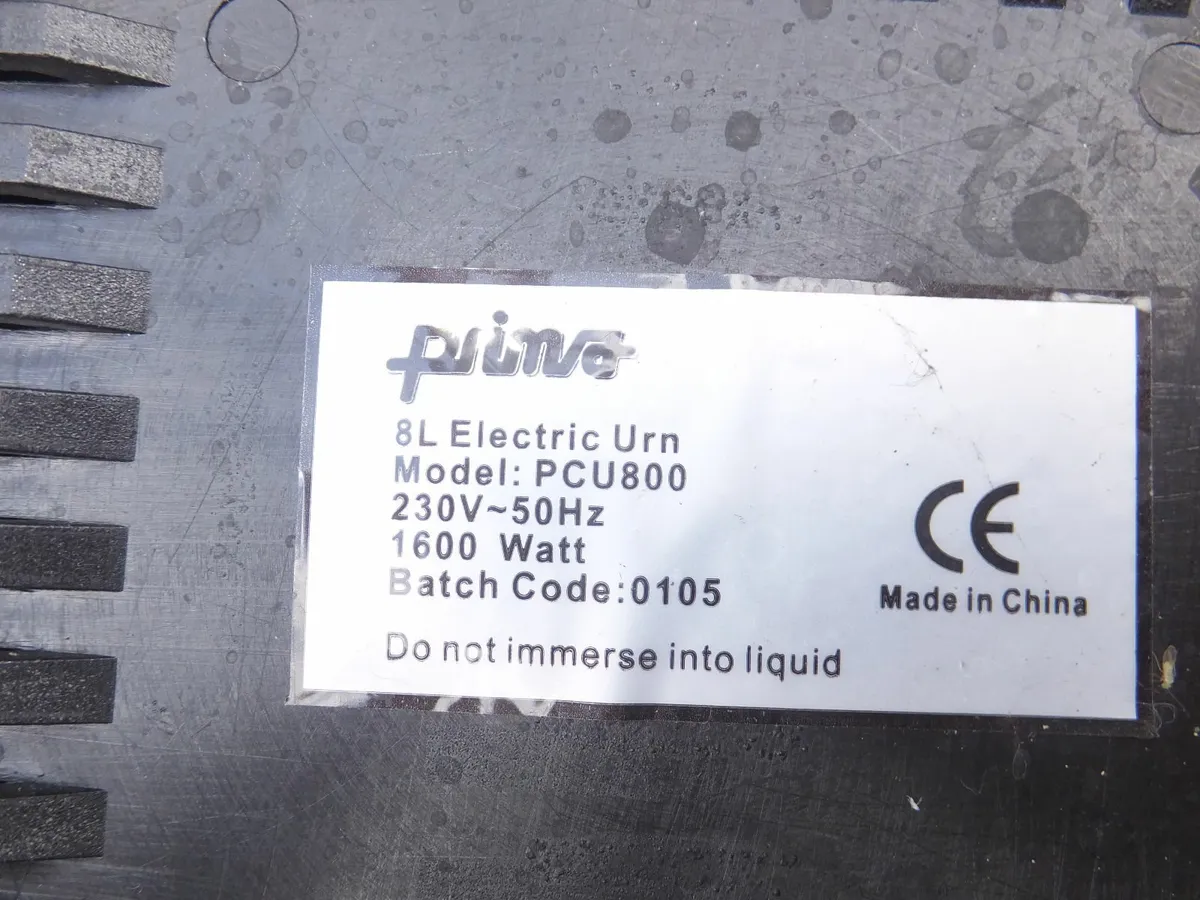 primo
8L Electric Urn
Model: PCU800
230V~50Hz
1600 Watt
Batch Code:0105
Do not immerse into liquid
CE
Made in China